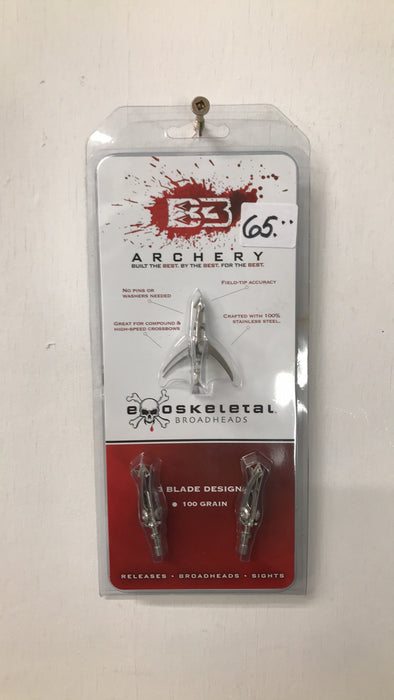 B3
65.°°
ARCHERY
BUILT THE BEST. BY THE BEST. FOR THE BEST.
NO PINS OR
WASHERS NEEDED
FIELD-TIP ACCURACY
GREAT FOR COMPOUND &
HIGH-SPEED CROSSBOWS
CRAFTED WITH 100%
STAINLESS STEEL.
exoskeletal
BROADHEADS
3 BLADE DESIGN
100 GRAIN
RELEASES • BROADHEADS • SIGHTS